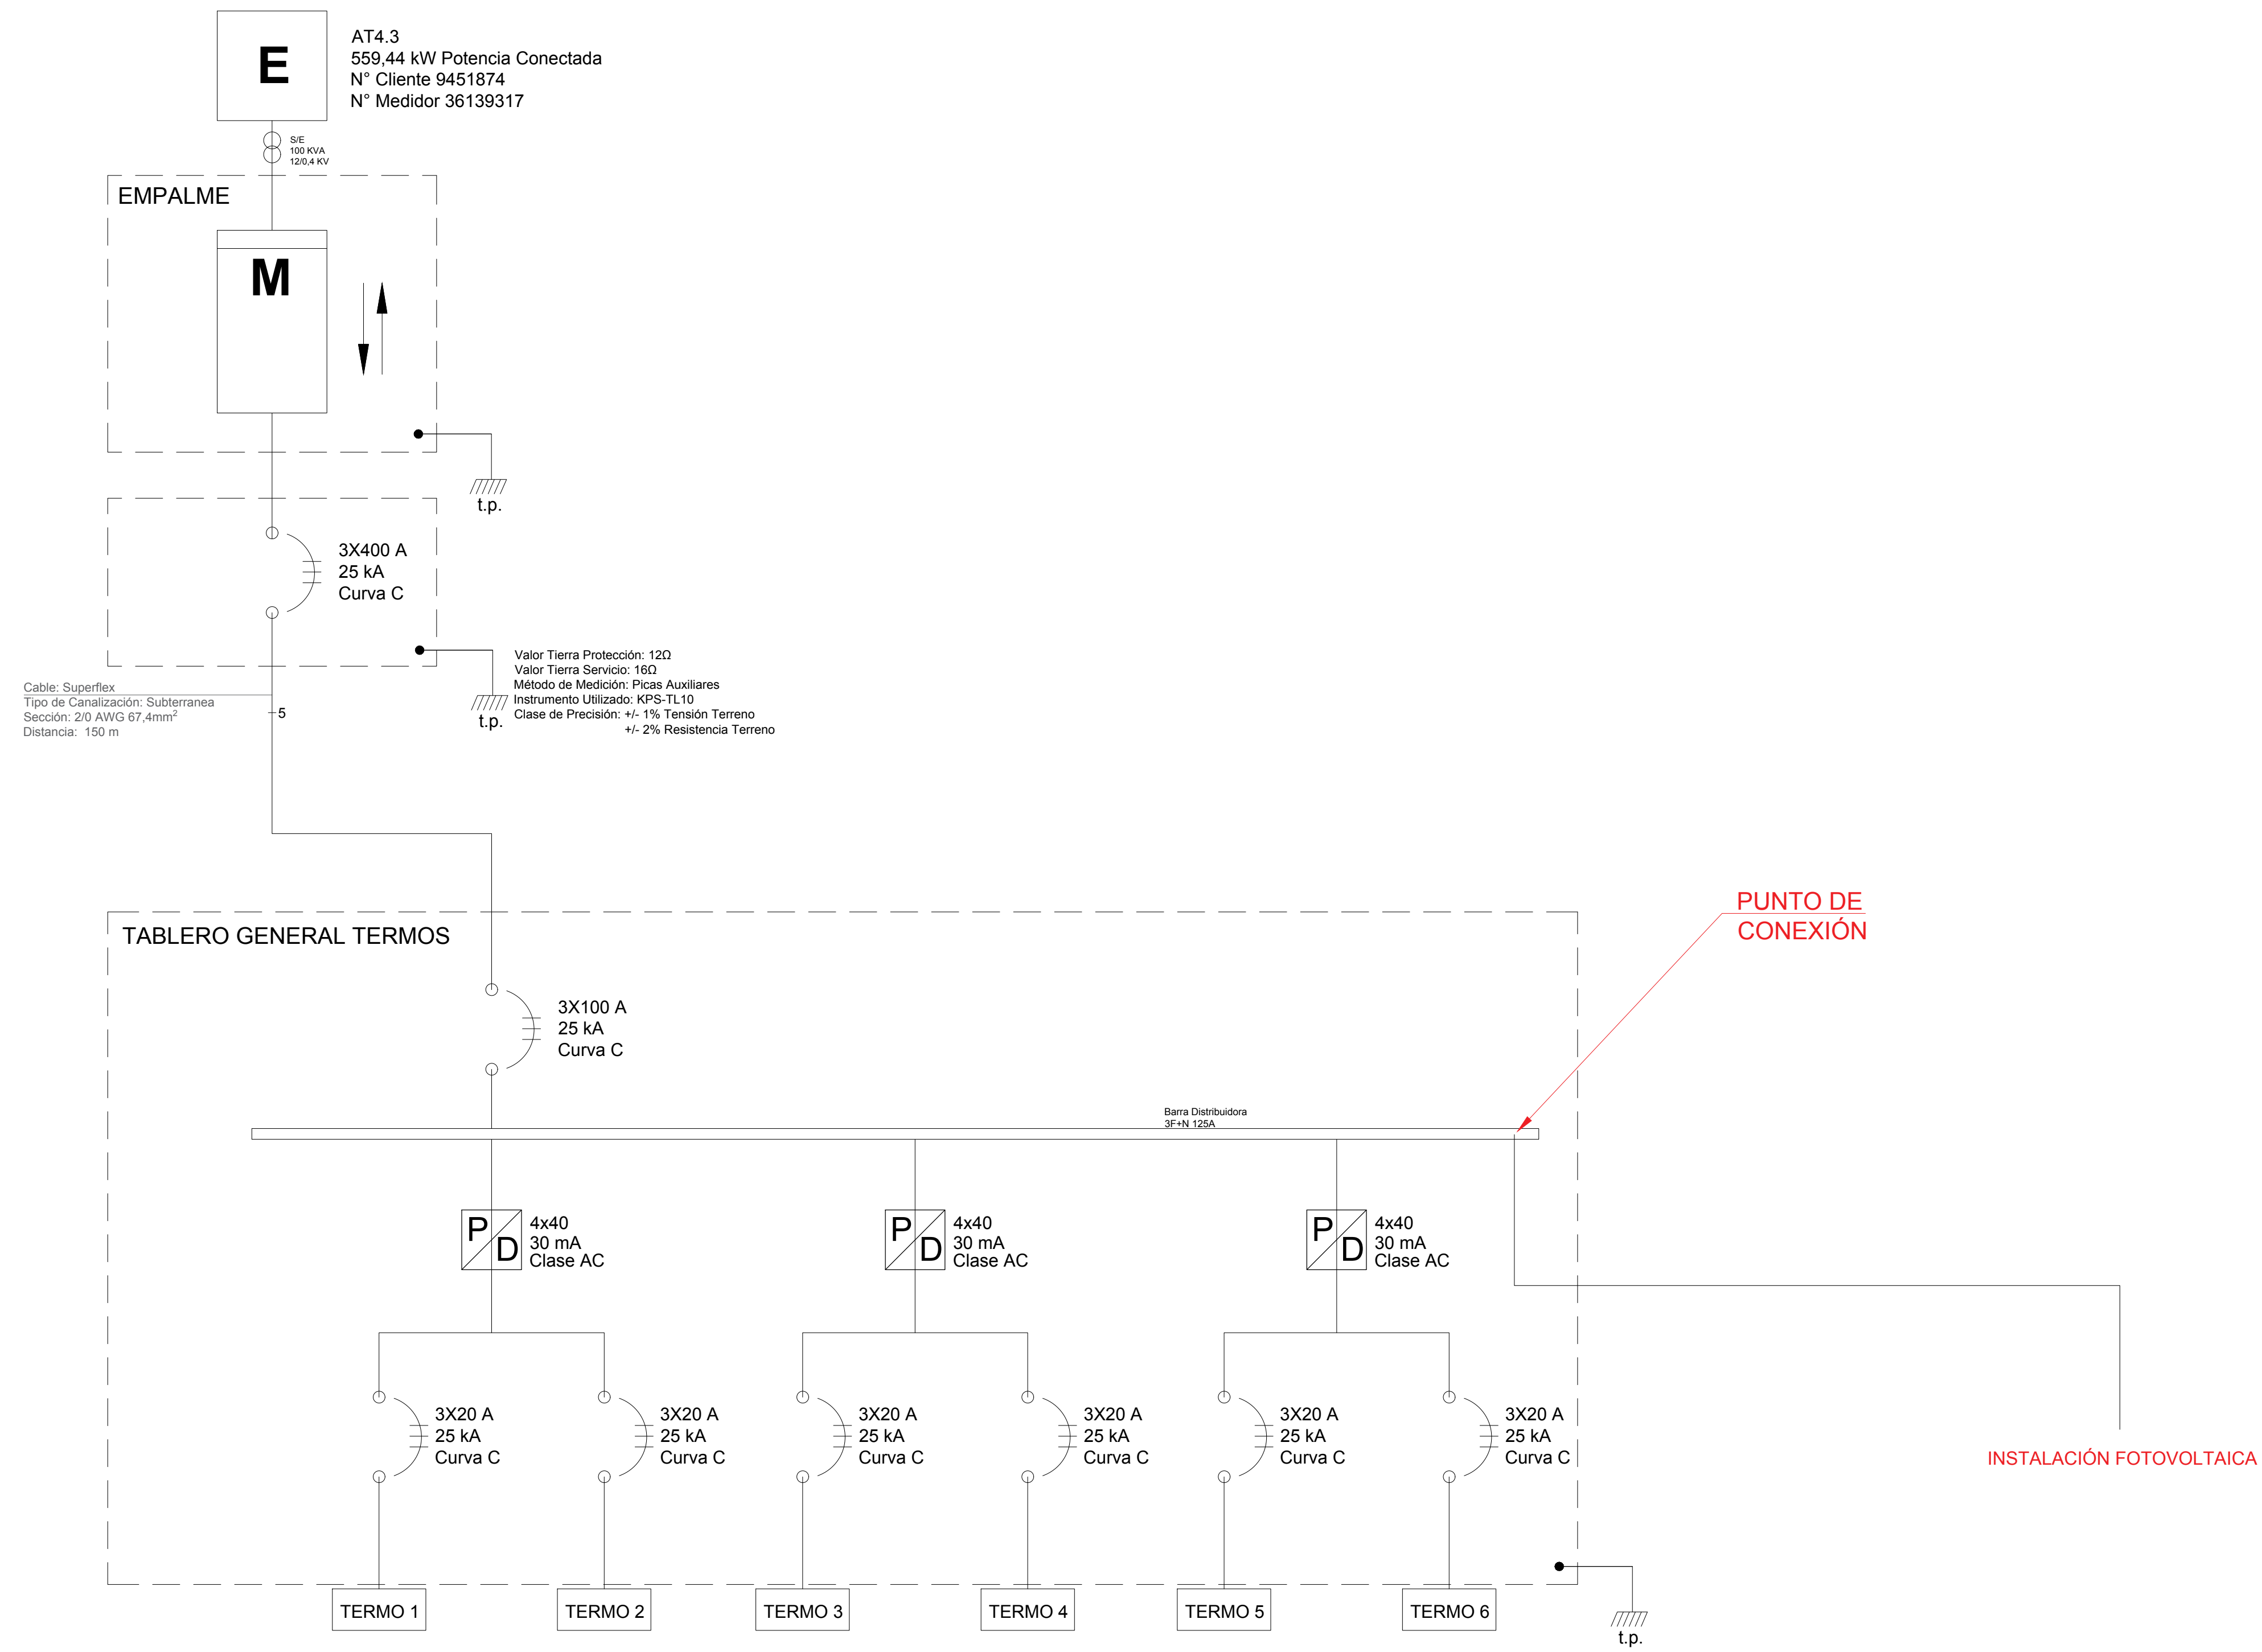 E
AT4.3
559,44 kW Potencia Conectada
N° Cliente 9451874
N° Medidor 36139317
S/E
100 KVA
12/0,4 KV
EMPALME
M
t.p.
3X400 A
25 kA
Curva C
t.p.
Valor Tierra Protección: 12Ω
Valor Tierra Servicio: 16Ω
Método de Medición: Picas Auxiliares
Instrumento Utilizado: KPS-TL10
Clase de Precisión: +/- 1% Tensión Terreno
+/- 2% Resistencia Terreno
Cable: Superflex
Tipo de Canalización: Subterranea
Sección: 2/0 AWG 67,4mm²
Distancia: 150 m
5
PUNTO DE
CONEXIÓN
TABLERO GENERAL TERMOS
3X100 A
25 kA
Curva C
Barra Distribuidora
3F+N 125A
P D
4x40
30 mA
Clase AC
P D
4x40
30 mA
Clase AC
P D
4x40
30 mA
Clase AC
3X20 A
25 kA
Curva C
3X20 A
25 kA
Curva C
3X20 A
25 kA
Curva C
3X20 A
25 kA
Curva C
3X20 A
25 kA
Curva C
3X20 A
25 kA
Curva C
INSTALACIÓN FOTOVOLTAICA
TERMO 1
TERMO 2
TERMO 3
TERMO 4
TERMO 5
TERMO 6
t.p.